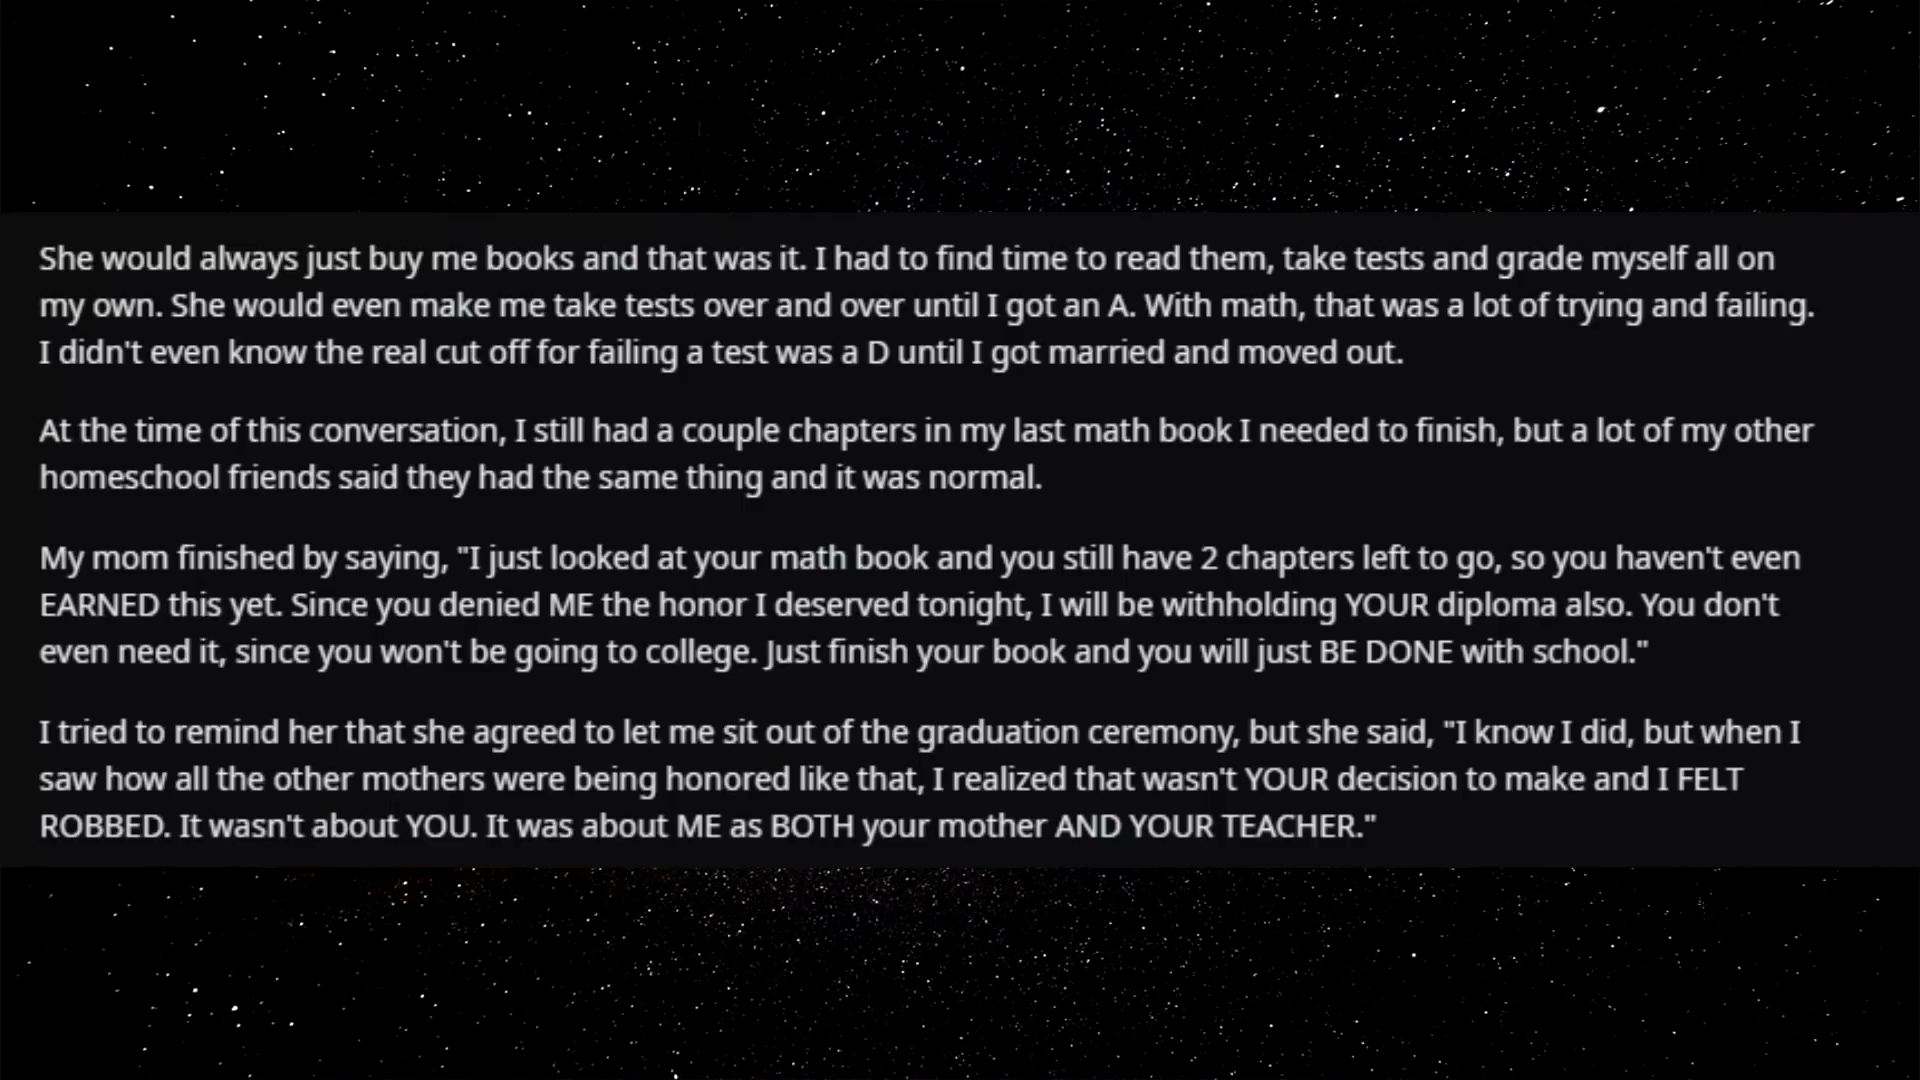 She would always just buy me books and that was it. I had to find time to read them, take tests and grade myself all on
my own. She would even make me take tests over and over until I got an A. With math, that was a lot of trying and failing.
I didn't even know the real cut off for failing a test was a D until I got married and moved out.
At the time of this conversation, I still had a couple chapters in my last math book I needed to finish, but a lot of my other
homeschool friends said they had the same thing and it was normal.
My mom finished by saying, "I just looked at your math book and you still have 2 chapters left to go, so you haven't even
EARNED this yet. Since you denied ME the honor I deserved tonight, I will be withholding YOUR diploma also. You don't
even need it, since you won't be going to college. Just finish your book and you will just BE DONE with school."
I tried to remind her that she agreed to let me sit out of the graduation ceremony, but she said, "I know I did, but when I
saw how all the other mothers were being honored like that, I realized that wasn't YOUR decision to make and I FELT
ROBBED. It wasn't about YOU. It was about ME as BOTH your mother AND YOUR TEACHER."